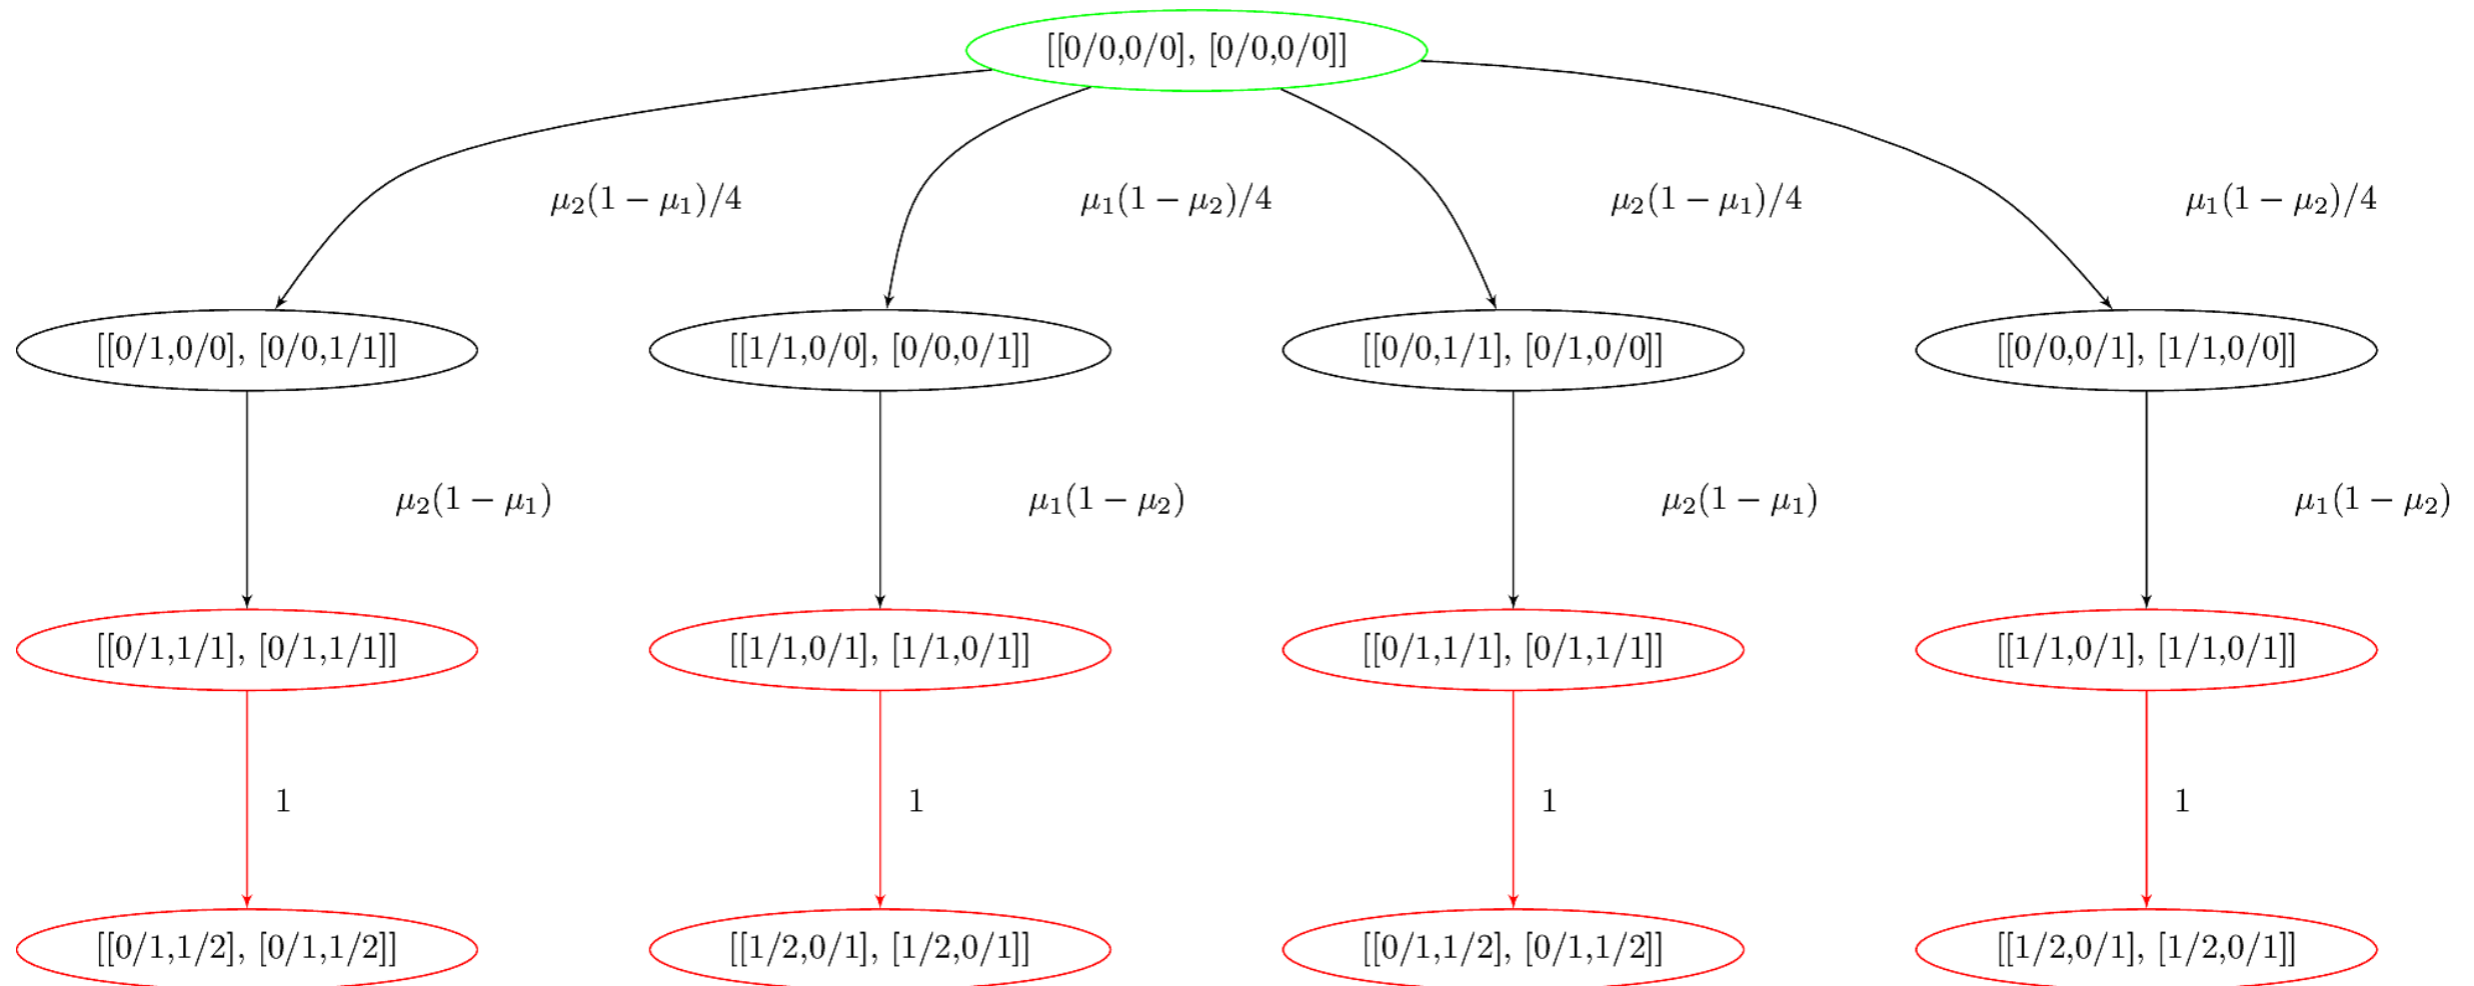 [[0/0,0/0], [0/0,0/0]]
μ₂(1 − μ₁)/4 μ₁(1 − μ₂)/4 μ₂(1 − μ₁)/4 μ₁(1 − μ₂)/4
[[0/1,0/0], [0/0,1/1]] [[1/1,0/0], [0/0,0/1]] [[0/0,1/1], [0/1,0/0]] [[0/0,0/1], [1/1,0/0]]
μ₂(1 − μ₁) μ₁(1 − μ₂) μ₂(1 − μ₁) μ₁(1 − μ₂)
[[0/1,1/1], [0/1,1/1]] [[1/1,0/1], [1/1,0/1]] [[0/1,1/1], [0/1,1/1]] [[1/1,0/1], [1/1,0/1]]
1 1 1 1
[[0/1,1/2], [0/1,1/2]] [[1/2,0/1], [1/2,0/1]] [[0/1,1/2], [0/1,1/2]] [[1/2,0/1], [1/2,0/1]]